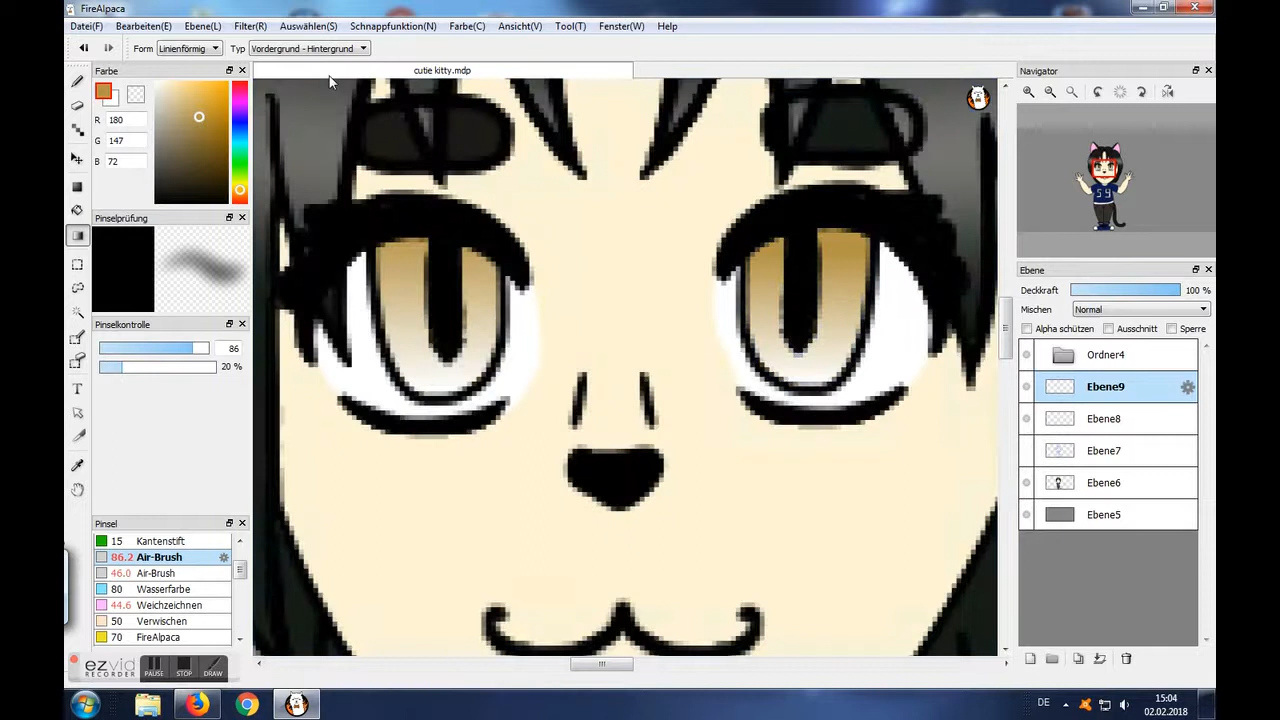 FireAlpaca
Datei(F) Bearbeiten(E) Ebene(L) Filter(R) Auswählen(S) Schnappfunktion(N) Farbe(C) Ansicht(V) Tool(T) Fenster(W) Help
Form Linienförmig Typ Vordergrund - Hintergrund
Farbe
cutie kitty.mdp
Navigator
R 180
G 147
B 72
Pinselprüfung
Ebene
Deckkraft 100 %
Mischen Normal
Pinselkontrolle
Alpha schützen Ausschnitt Sperre
86
20 %
Ordner4
Ebene9
Ebene8
Ebene7
Ebene6
Ebene5
Pinsel
15 Kantenstift
86.2 Air-Brush
46.0 Air-Brush
80 Wasserfarbe
44.6 Weichzeichnen
50 Verwischen
70 FireAlpaca
59
ezvid
RECORDER
PAUSE STOP DRAW
DE
15:04
02.02.2018